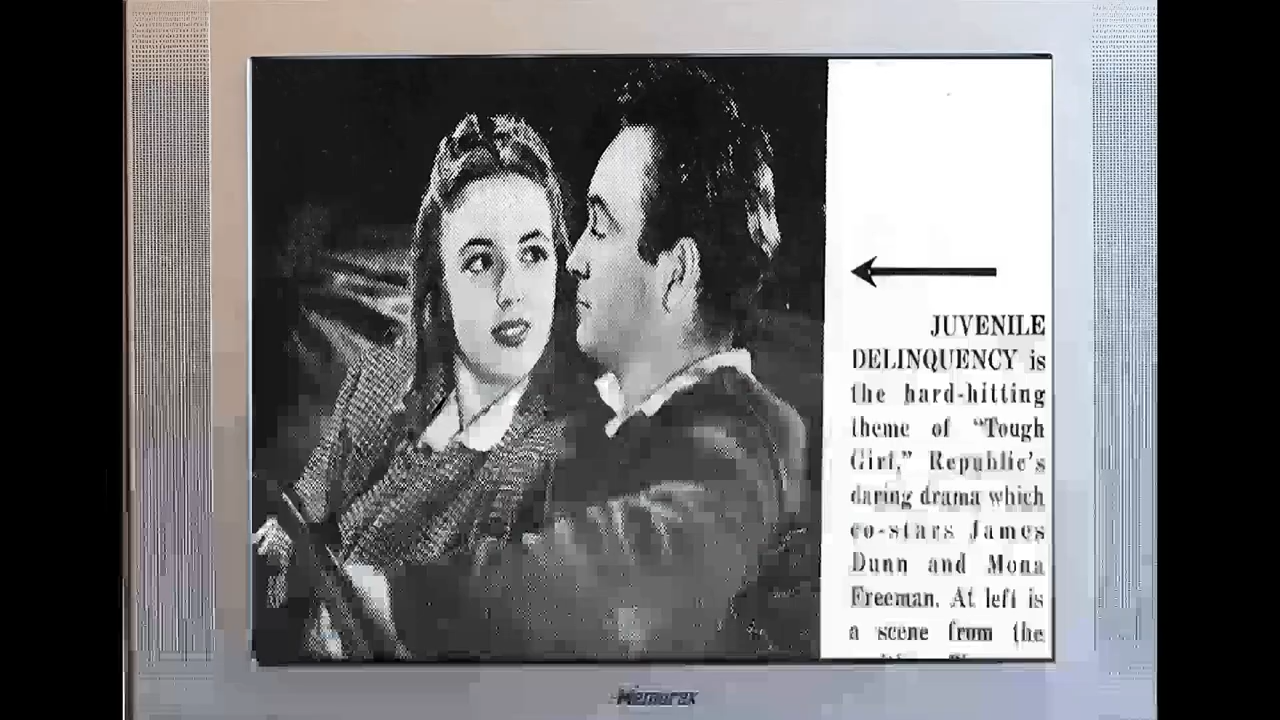 JUVENILE
DELINQUENCY is
the hard-hitting
theme of “Tough
Girl,” Republic's
daring drama which
co-stars James
Dunn and Mona
Freeman. At left is
a scene from the
Memorex